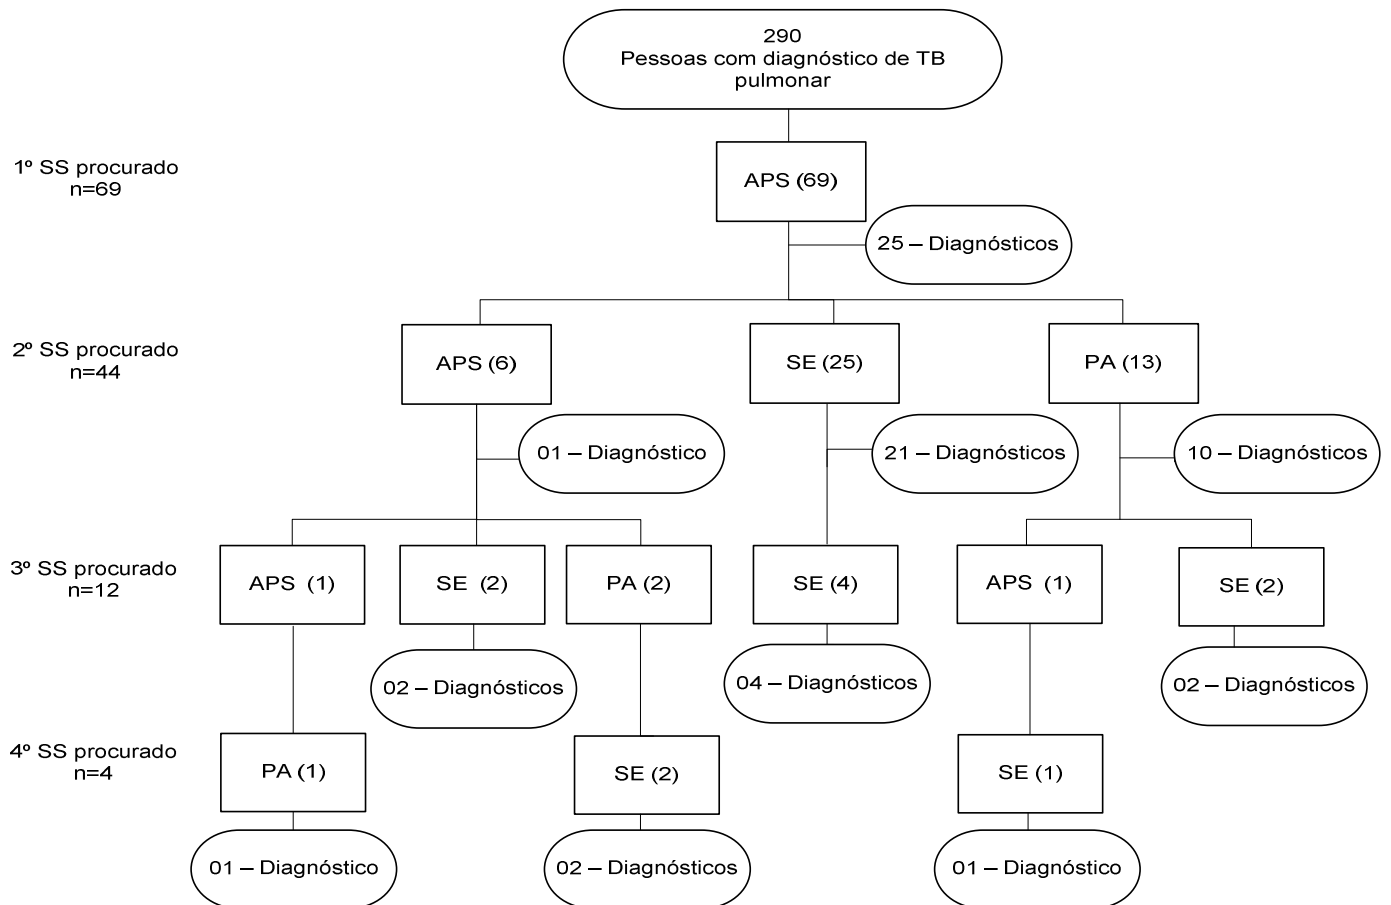 290
Pessoas com diagnóstico de TB
pulmonar
1º SS procurado
n=69
APS (69)
25 – Diagnósticos
2º SS procurado
n=44
APS (6)
SE (25)
PA (13)
01 – Diagnóstico
21 – Diagnósticos
10 – Diagnósticos
3º SS procurado
n=12
APS (1)
SE (2)
PA (2)
SE (4)
APS (1)
SE (2)
02 – Diagnósticos
04 – Diagnósticos
02 – Diagnósticos
4º SS procurado
n=4
PA (1)
SE (2)
SE (1)
01 – Diagnóstico
02 – Diagnósticos
01 – Diagnóstico